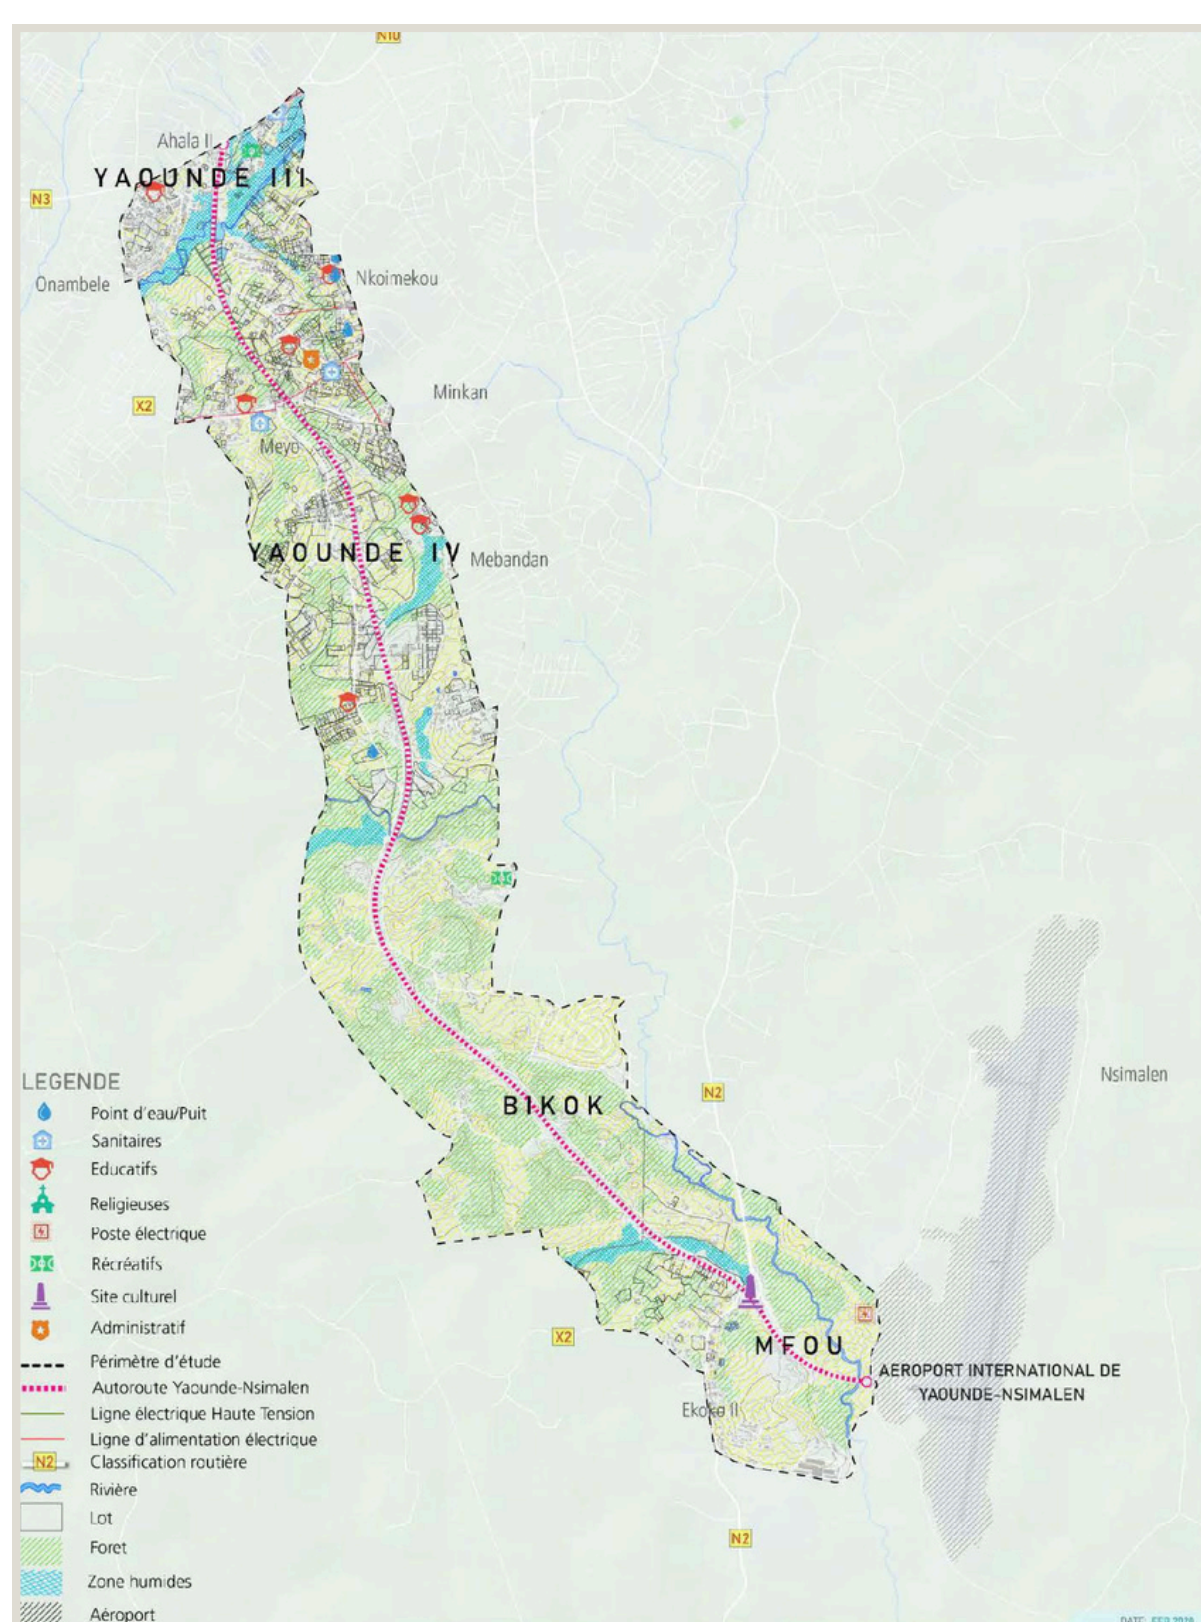 N10
Ahala II
YAOUNDE III
N3
Onambele
Nkoimekou
X2
Minkan
Meyo
YAOUNDE IV
Mebandan
Nsimalen
N2
BIKOK
X2
MFOU
AEROPORT INTERNATIONAL DE
YAOUNDE-NSIMALEN
Ekoko II
N2
LEGENDE
Point d'eau/Puit
Sanitaires
Educatifs
Religieuses
Poste électrique
Récréatifs
Site culturel
Administratif
Périmètre d'étude
Autoroute Yaounde-Nsimalen
Ligne électrique Haute Tension
Ligne d'alimentation électrique
N2 Classification routière
Rivière
Lot
Foret
Zone humides
Aéroport
DATE: FEB 2020